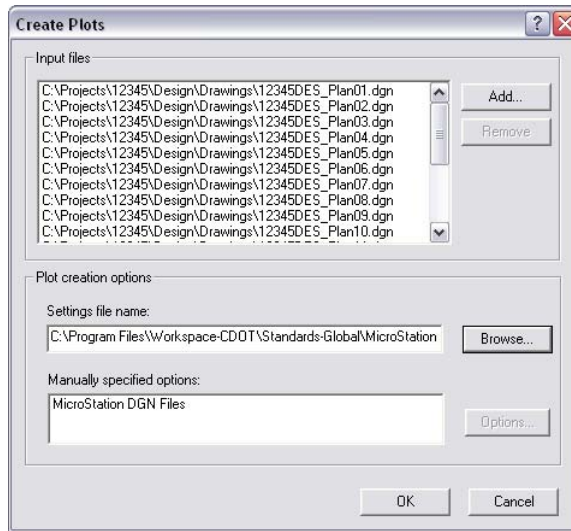 Create Plots
Input files
C:\Projects\12345\Design\Drawings\12345DES_Plan01.dgn
C:\Projects\12345\Design\Drawings\12345DES_Plan02.dgn
C:\Projects\12345\Design\Drawings\12345DES_Plan03.dgn
C:\Projects\12345\Design\Drawings\12345DES_Plan04.dgn
C:\Projects\12345\Design\Drawings\12345DES_Plan05.dgn
C:\Projects\12345\Design\Drawings\12345DES_Plan06.dgn
C:\Projects\12345\Design\Drawings\12345DES_Plan07.dgn
C:\Projects\12345\Design\Drawings\12345DES_Plan08.dgn
C:\Projects\12345\Design\Drawings\12345DES_Plan09.dgn
C:\Projects\12345\Design\Drawings\12345DES_Plan10.dgn
Add...
Remove
Plot creation options
Settings file name:
C:\Program Files\Workspace-CDOT\Standards-Global\MicroStation
Browse...
Manually specified options:
MicroStation DGN Files
Options...
OK
Cancel